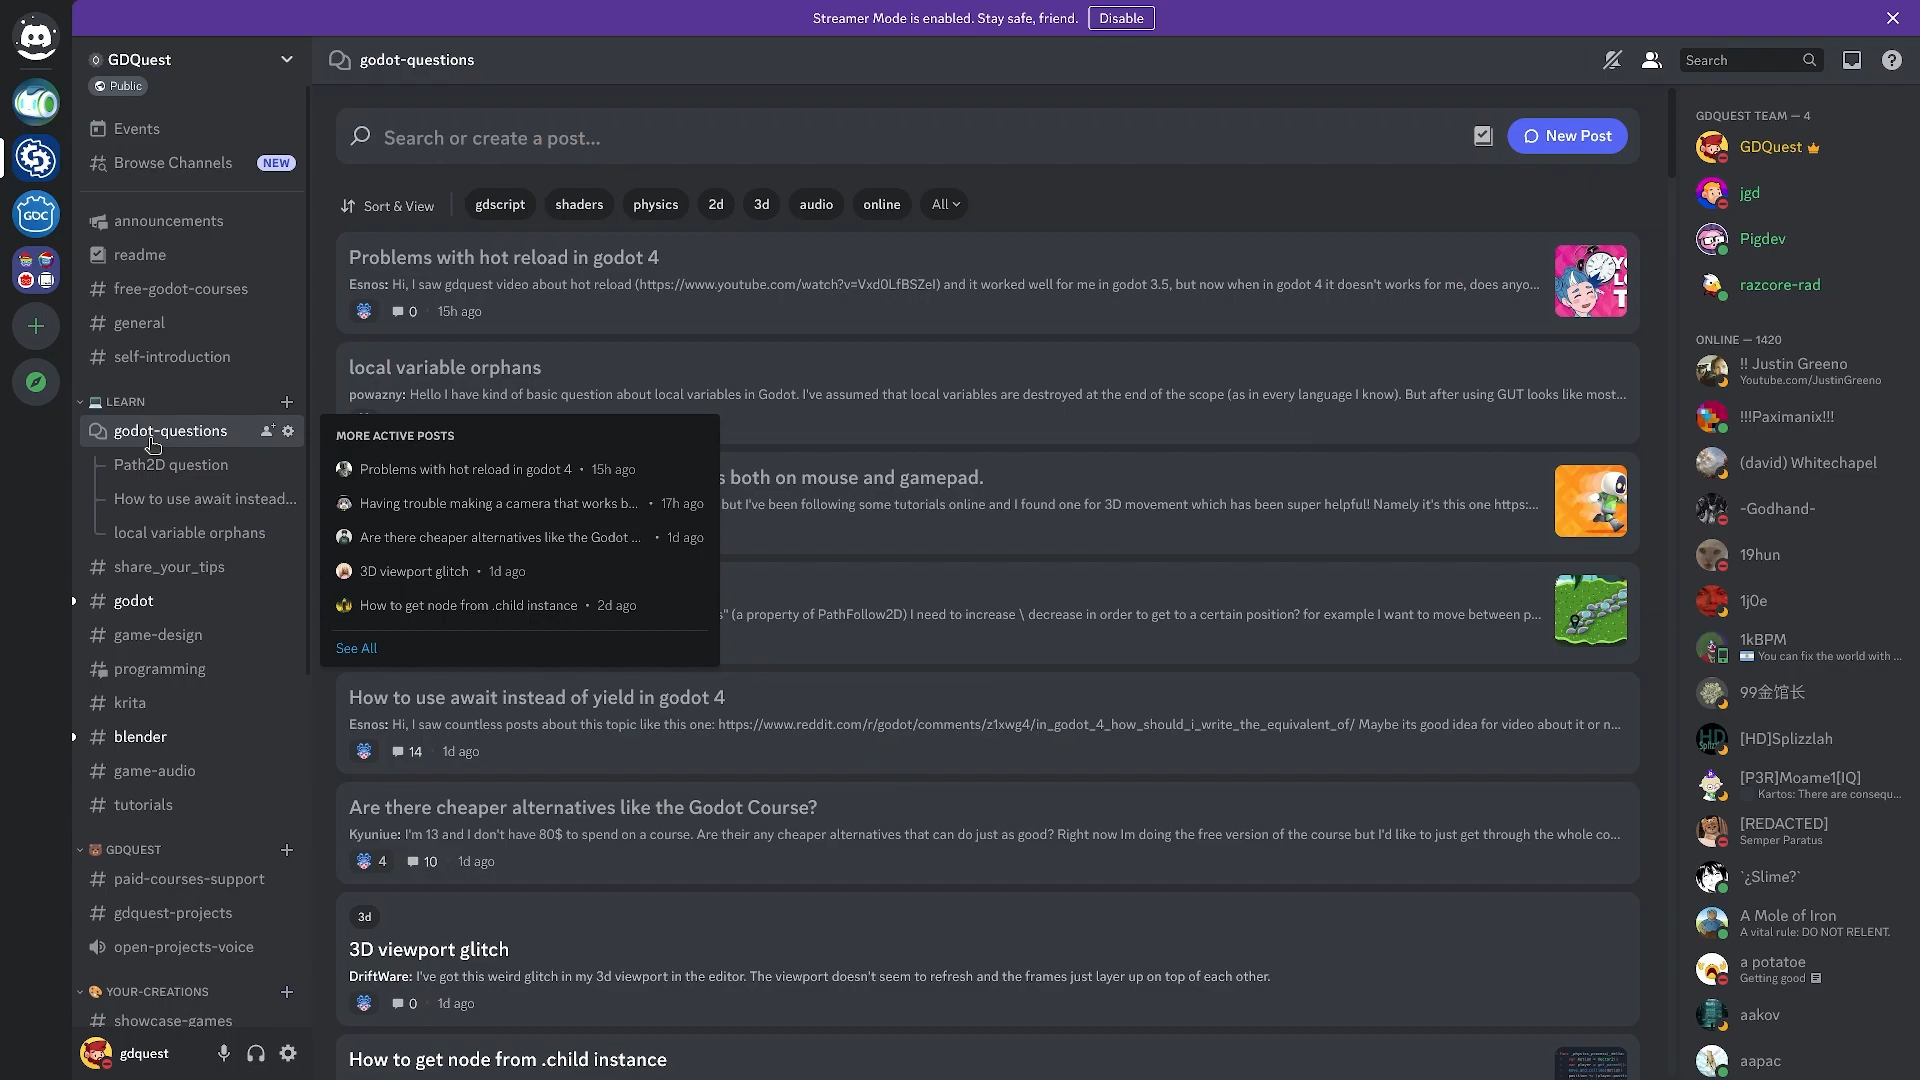 Streamer Mode is enabled. Stay safe, friend.
Disable
GDQuest
Public
Events
Browse Channels
NEW
announcements
readme
free-godot-courses
general
self-introduction
LEARN
godot-questions
Path2D question
How to use await instead...
local variable orphans
share_your_tips
godot
game-design
programming
krita
blender
game-audio
tutorials
GDQUEST
paid-courses-support
gdquest-projects
open-projects-voice
YOUR-CREATIONS
showcase-games
gdquest
godot-questions
Search
Search or create a post...
New Post
Sort & View
gdscript
shaders
physics
2d
3d
audio
online
All
Problems with hot reload in godot 4
Esnos: Hi, I saw gdquest video about hot reload (https://www.youtube.com/watch?v=Vxd0LfBSZeI) and it worked well for me in godot 3.5, but now when in godot 4 it doesn't works for me, does anyo...
0
15h ago
local variable orphans
powazny: Hello I have kind of basic question about local variables in Godot. I've assumed that local variables are destroyed at the end of the scope (as in every language I know). But after using GUT looks like most...
MORE ACTIVE POSTS
Problems with hot reload in godot 4 • 15h ago
Having trouble making a camera that works b... • 17h ago
Are there cheaper alternatives like the Godot ... • 1d ago
3D viewport glitch • 1d ago
How to get node from .child instance • 2d ago
See All
s both on mouse and gamepad.
but I've been following some tutorials online and I found one for 3D movement which has been super helpful! Namely it's this one https:...
s" (a property of PathFollow2D) I need to increase \ decrease in order to get to a certain position? for example I want to move between p...
How to use await instead of yield in godot 4
Esnos: Hi, I saw countless posts about this topic like this one: https://www.reddit.com/r/godot/comments/z1xwg4/in_godot_4_how_should_i_write_the_equivalent_of/ Maybe its good idea for video about it or n...
14
1d ago
Are there cheaper alternatives like the Godot Course?
Kyuniue: I'm 13 and I don't have 80$ to spend on a course. Are their any cheaper alternatives that can do just as good? Right now Im doing the free version of the course but I'd like to just get through the whole co...
4
10
1d ago
3d
3D viewport glitch
DriftWare: I've got this weird glitch in my 3d viewport in the editor. The viewport doesn't seem to refresh and the frames just layer up on top of each other.
0
1d ago
How to get node from .child instance
GDQUEST TEAM — 4
GDQuest
jgd
Pigdev
razcore-rad
ONLINE — 1420
!! Justin Greeno
Youtube.com/JustinGreeno
!!!Paximanix!!!
(david) Whitechapel
-Godhand-
19hun
1j0e
1kBPM
You can fix the world with ...
99金馆长
[HD]Splizzlah
[P3R]Moame1[IQ]
Kartos: There are consequ...
[REDACTED]
Semper Paratus
`¿Slime?`
A Mole of Iron
A vital rule: DO NOT RELENT.
a potatoe
Getting good
aakov
aapac